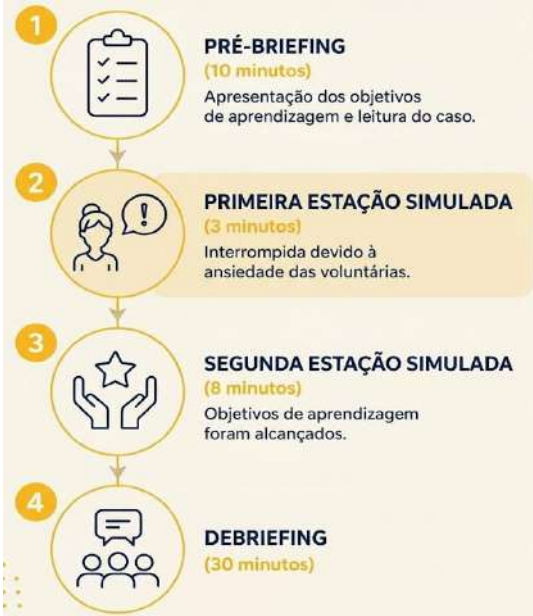 1
PRÉ-BRIEFING
(10 minutos)
Apresentação dos objetivos
de aprendizagem e leitura do caso.
2
!
PRIMEIRA ESTAÇÃO SIMULADA
(3 minutos)
Interrompida devido à
ansiedade das voluntárias.
3
SEGUNDA ESTAÇÃO SIMULADA
(8 minutos)
Objetivos de aprendizagem
foram alcançados.
4
DEBRIEFING
(30 minutos)